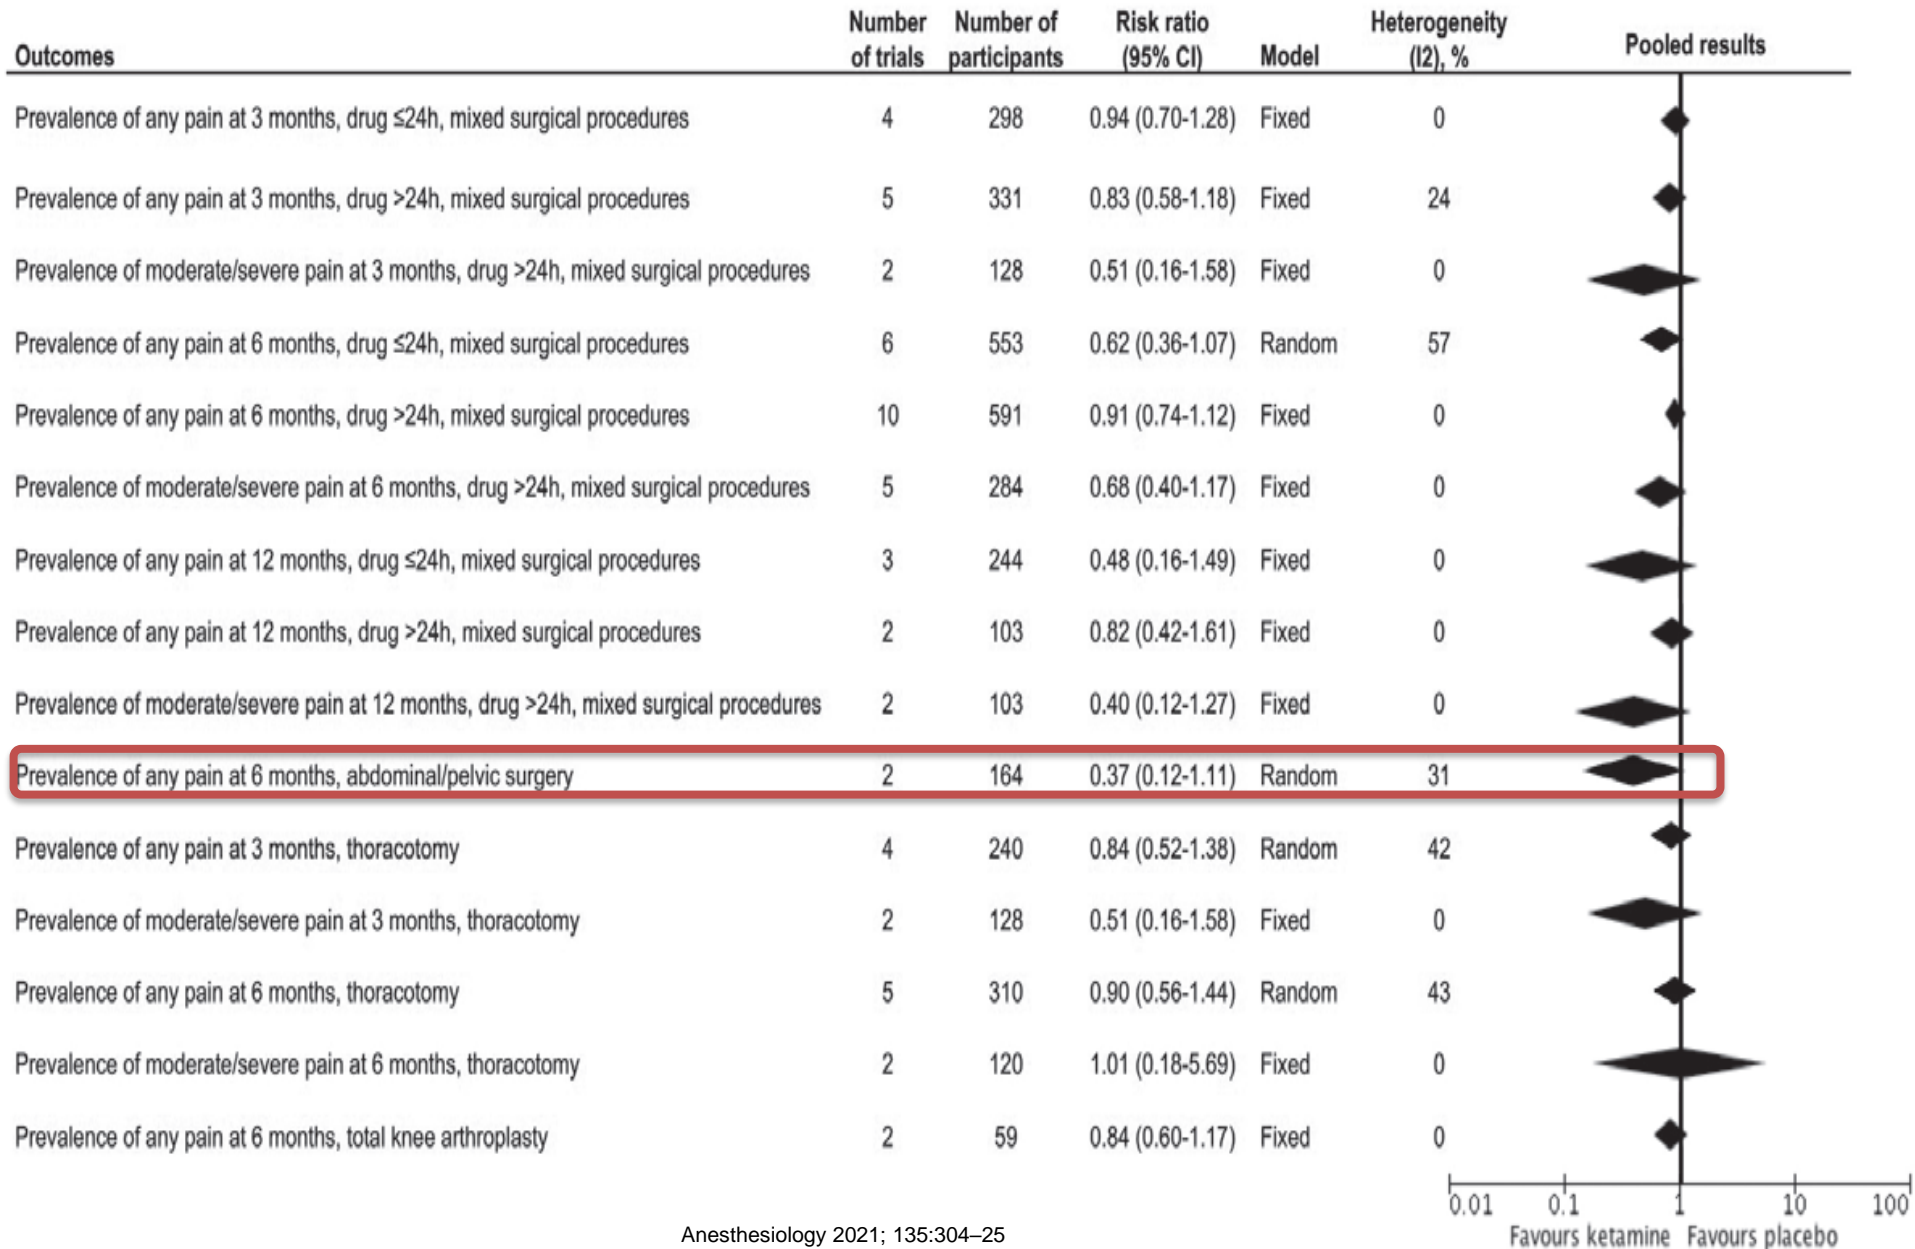 Outcomes Number of trials Number of participants Risk ratio (95% CI) Model Heterogeneity (I2), % Pooled results
Prevalence of any pain at 3 months, drug ≤24h, mixed surgical procedures 4 298 0.94 (0.70-1.28) Fixed 0
Prevalence of any pain at 3 months, drug >24h, mixed surgical procedures 5 331 0.83 (0.58-1.18) Fixed 24
Prevalence of moderate/severe pain at 3 months, drug >24h, mixed surgical procedures 2 128 0.51 (0.16-1.58) Fixed 0
Prevalence of any pain at 6 months, drug ≤24h, mixed surgical procedures 6 553 0.62 (0.36-1.07) Random 57
Prevalence of any pain at 6 months, drug >24h, mixed surgical procedures 10 591 0.91 (0.74-1.12) Fixed 0
Prevalence of moderate/severe pain at 6 months, drug >24h, mixed surgical procedures 5 284 0.68 (0.40-1.17) Fixed 0
Prevalence of any pain at 12 months, drug ≤24h, mixed surgical procedures 3 244 0.48 (0.16-1.49) Fixed 0
Prevalence of any pain at 12 months, drug >24h, mixed surgical procedures 2 103 0.82 (0.42-1.61) Fixed 0
Prevalence of moderate/severe pain at 12 months, drug >24h, mixed surgical procedures 2 103 0.40 (0.12-1.27) Fixed 0
Prevalence of any pain at 6 months, abdominal/pelvic surgery 2 164 0.37 (0.12-1.11) Random 31
Prevalence of any pain at 3 months, thoracotomy 4 240 0.84 (0.52-1.38) Random 42
Prevalence of moderate/severe pain at 3 months, thoracotomy 2 128 0.51 (0.16-1.58) Fixed 0
Prevalence of any pain at 6 months, thoracotomy 5 310 0.90 (0.56-1.44) Random 43
Prevalence of moderate/severe pain at 6 months, thoracotomy 2 120 1.01 (0.18-5.69) Fixed 0
Prevalence of any pain at 6 months, total knee arthroplasty 2 59 0.84 (0.60-1.17) Fixed 0
0.01 0.1 1 10 100
Favours ketamine Favours placebo
Anesthesiology 2021; 135:304–25